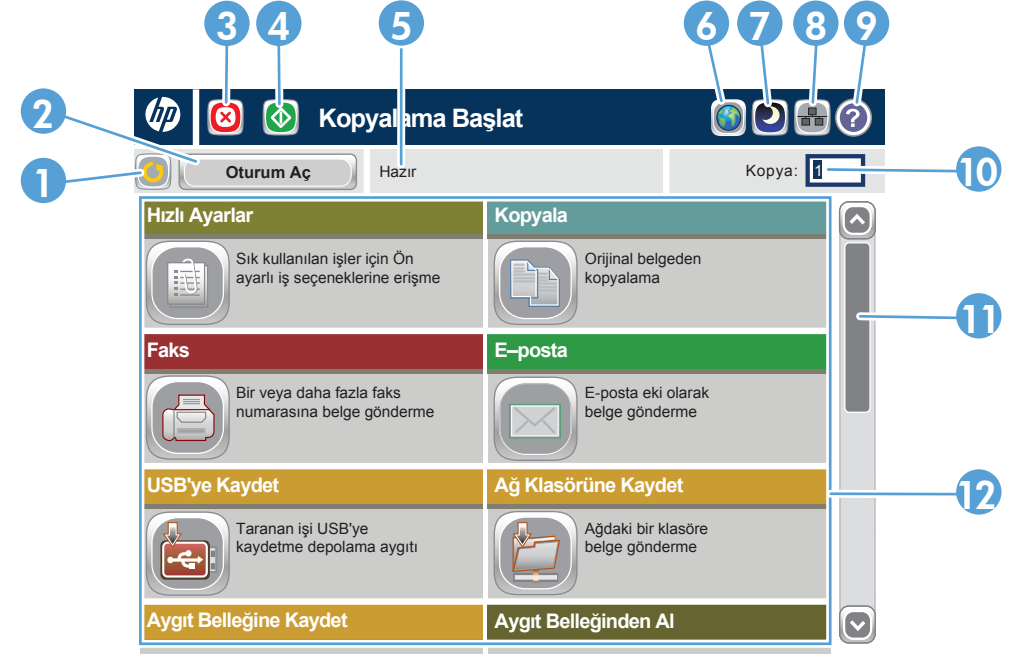 3 4 5 6 7 8 9
2
hp
Kopyalama Başlat
?
1
Oturum Aç
Hazır
Kopya: 1
10
Hızlı Ayarlar
Sık kullanılan işler için Ön
ayarlı iş seçeneklerine erişme
Kopyala
Orijinal belgeden
kopyalama
11
Faks
Bir veya daha fazla faks
numarasına belge gönderme
E–posta
E-posta eki olarak
belge gönderme
USB'ye Kaydet
Taranan işi USB'ye
kaydetme depolama aygıtı
Ağ Klasörüne Kaydet
Ağdaki bir klasöre
belge gönderme
12
Aygıt Belleğine Kaydet
Aygıt Belleğinden Al